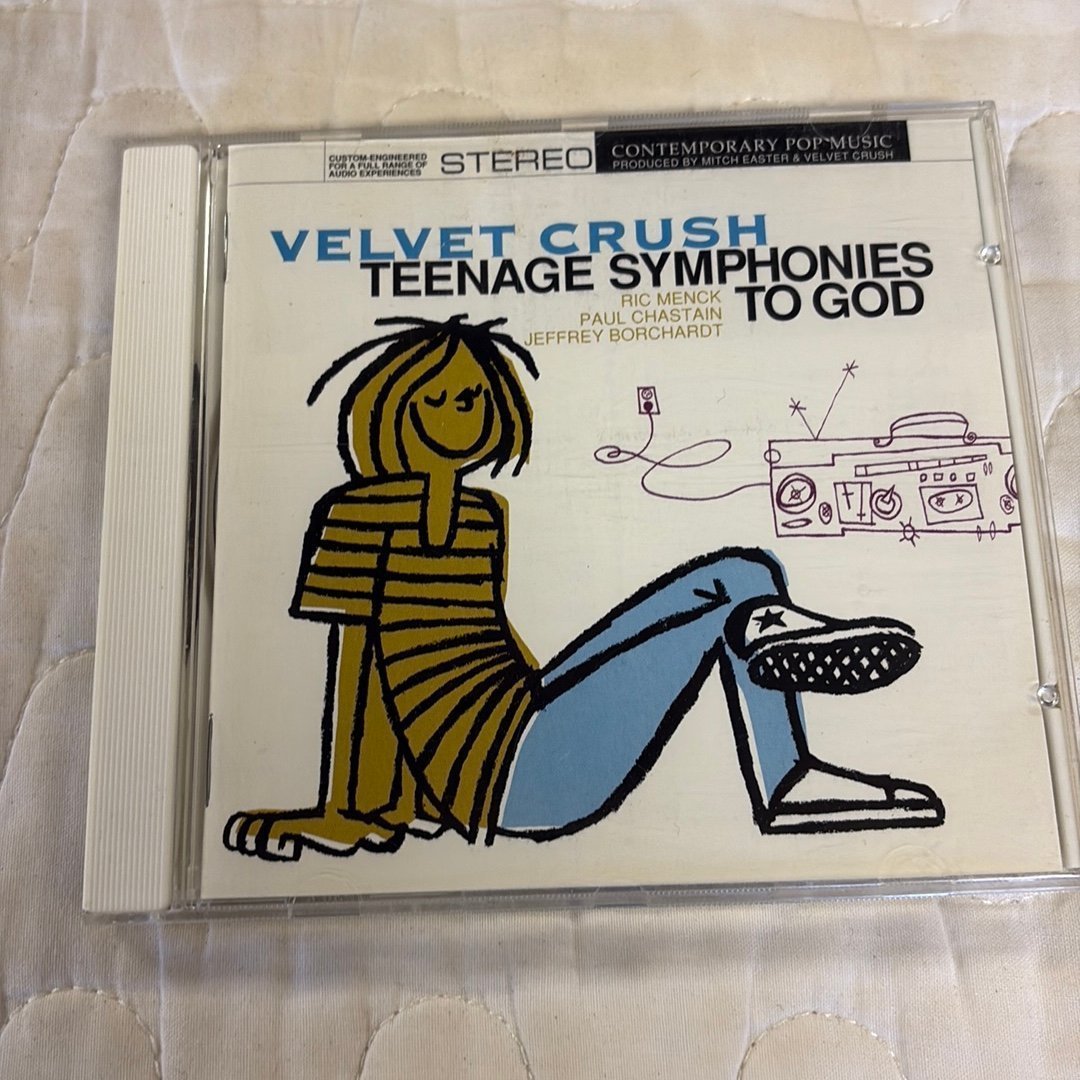 CUSTOM-ENGINEERED
FOR A FULL RANGE OF
AUDIO EXPERIENCES
STEREO
CONTEMPORARY POP MUSIC
PRODUCED BY MITCH EASTER & VELVET CRUSH
VELVET CRUSH
TEENAGE SYMPHONIES
TO GOD
RIC MENCK
PAUL CHASTAIN
JEFFREY BORCHARDT